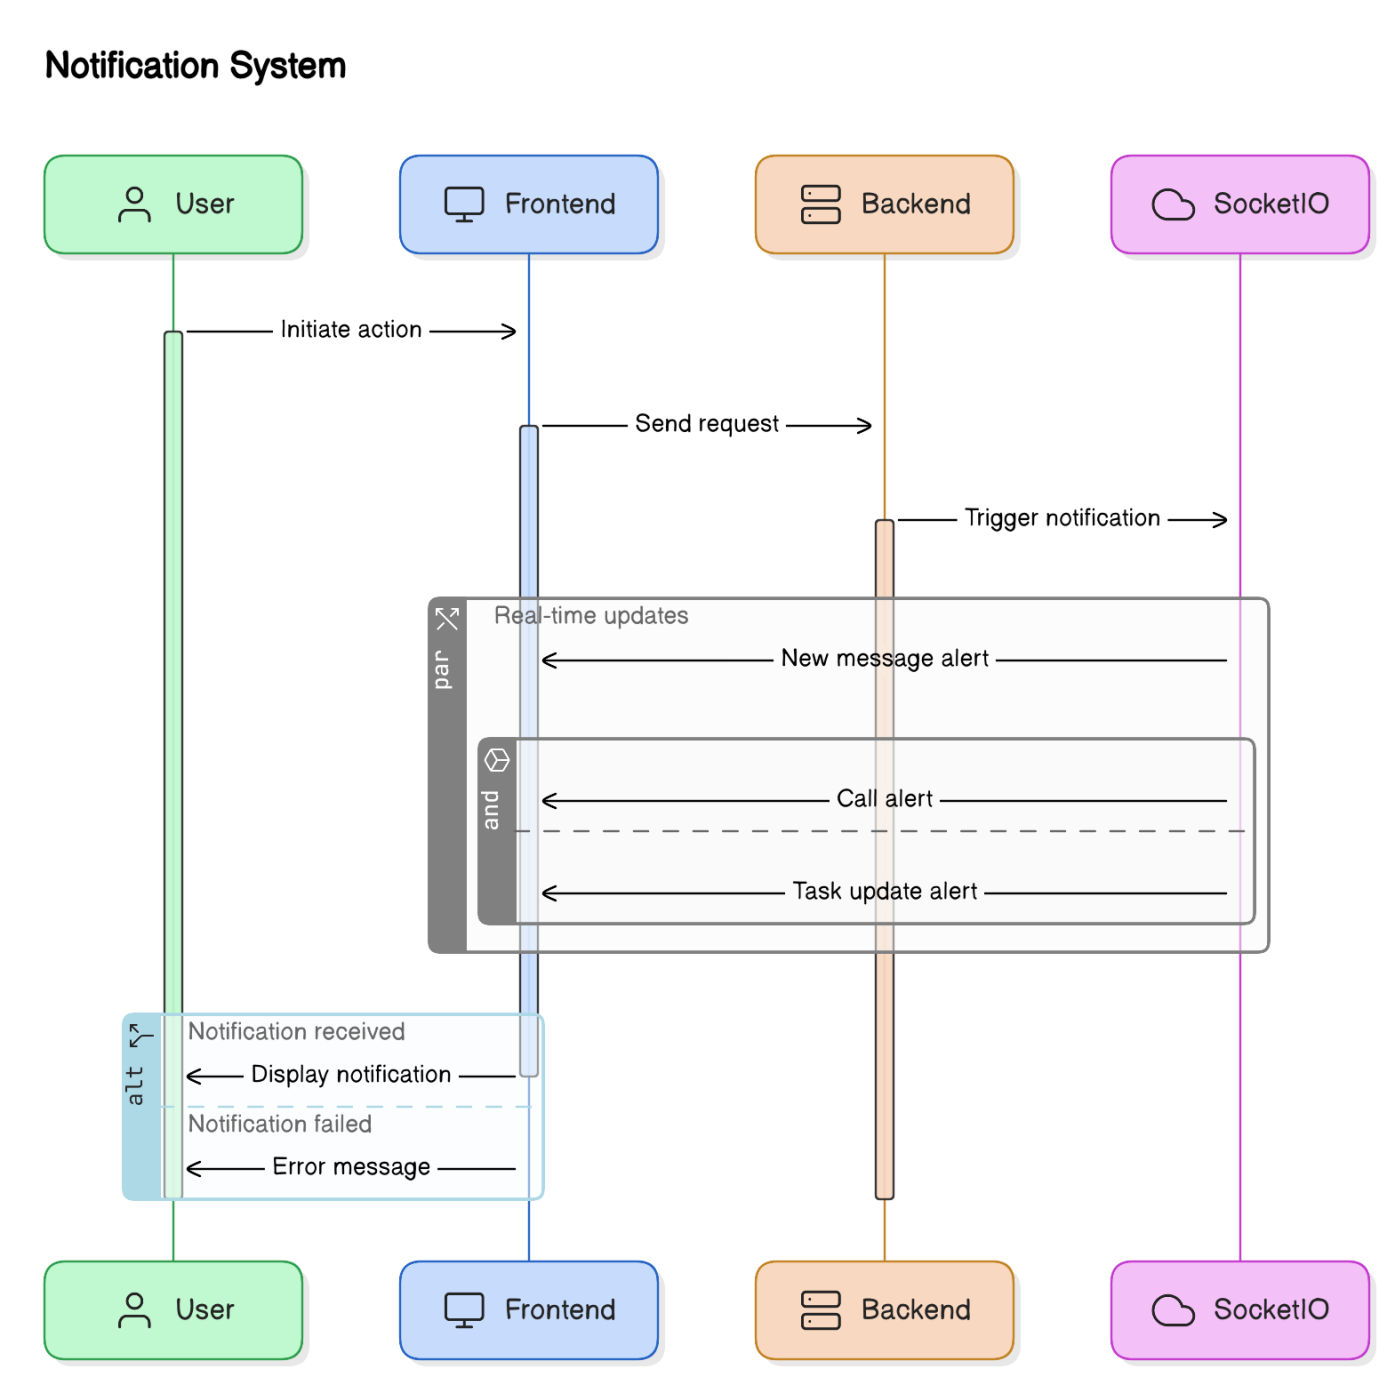 Notification System
User
Frontend
Backend
SocketIO
Initiate action
Send request
Trigger notification
par
Real-time updates
New message alert
and
Call alert
Task update alert
alt
Notification received
Display notification
Notification failed
Error message
User
Frontend
Backend
SocketIO